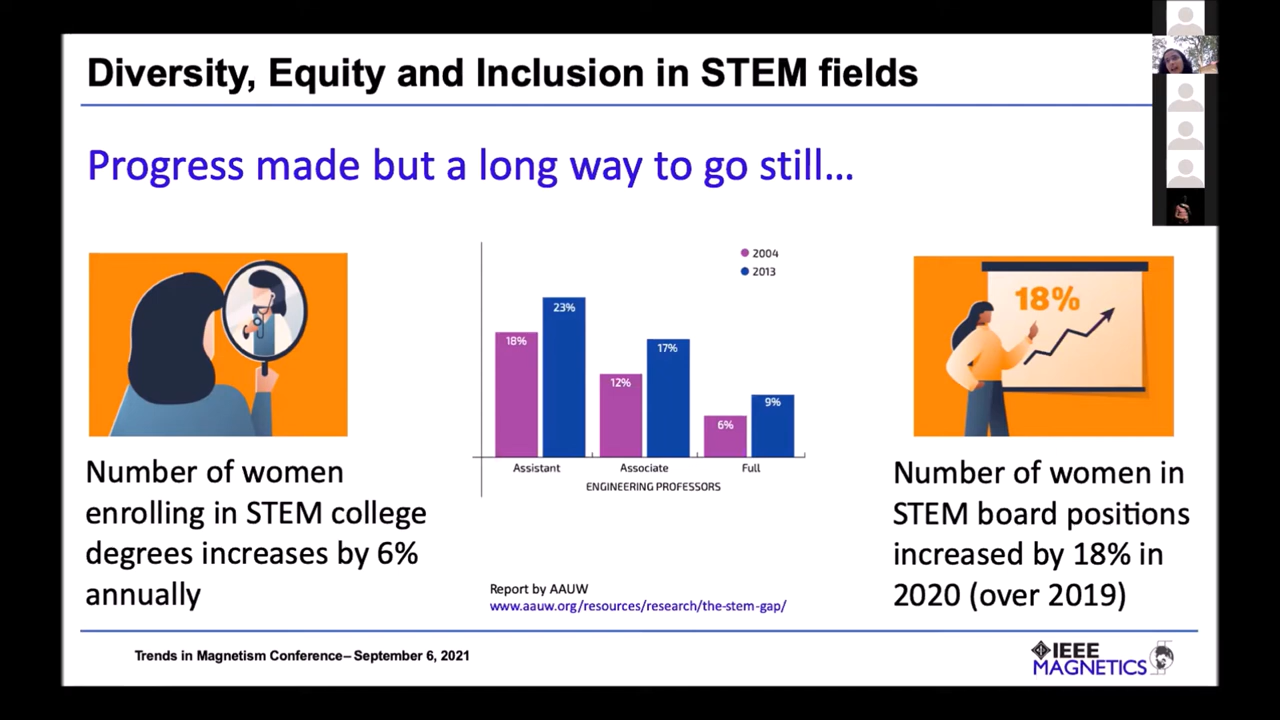 Diversity, Equity and Inclusion in STEM fields
Progress made but a long way to go still...
Number of women
enrolling in STEM college
degrees increases by 6%
annually
2004
2013
18%
23%
12%
17%
6%
9%
Assistant
Associate
Full
ENGINEERING PROFESSORS
Report by AAUW
www.aauw.org/resources/research/the-stem-gap/
18%
Number of women in
STEM board positions
increased by 18% in
2020 (over 2019)
Trends in Magnetism Conference– September 6, 2021
IEEE
MAGNETICS